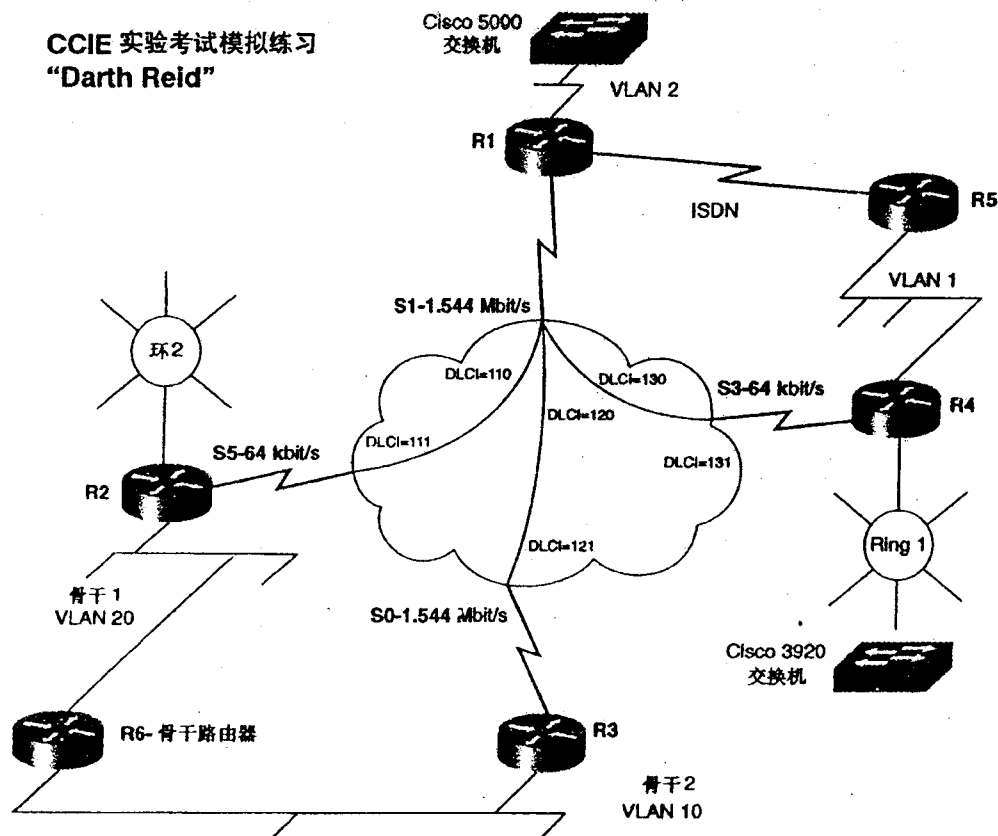 CCIE 实验考试模拟练习
“Darth Reid”
Cisco 5000
交换机
VLAN 2
R1
R5
ISDN
VLAN 1
S1-1.544 Mbit/s
环2
DLCI=110
DLCI=130
S3-64 kbit/s
R4
DLCI=120
DLCI=111
S5-64 kbit/s
DLCI=131
R2
DLCI=121
Ring 1
骨干1
VLAN 20
S0-1.544 Mbit/s
Cisco 3920
交换机
R6-骨干路由器
R3
骨干2
VLAN 10